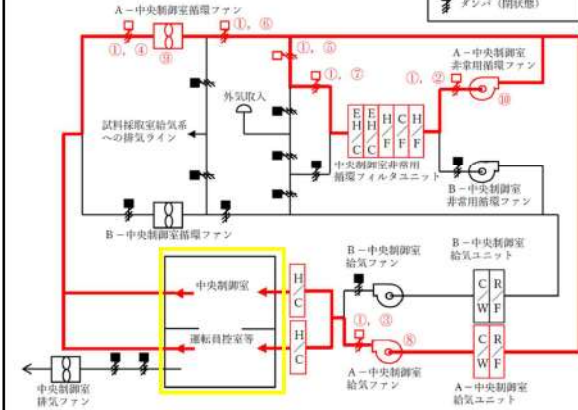 ダンパ（閉状態）
A－中央制御室循環ファン
①，④
⑨
①，⑥
①，⑤
①，⑦
①，②
A－中央制御室
非常用循環ファン
⑩
外気取入
試料採取室給気系
への排気ライン
EH/C
EH/C
H/F
C/F
H/F
中央制御室非常用
循環フィルタユニット
B－中央制御室
非常用循環ファン
B－中央制御室循環ファン
B－中央制御室
給気ファン
B－中央制御室
給気ユニット
C/W
R/F
中央制御室
H/C
①，③
運転員控室等
H/C
⑧
C/W
R/F
中央制御室
排気ファン
A－中央制御室
給気ファン
A－中央制御室
給気ユニット